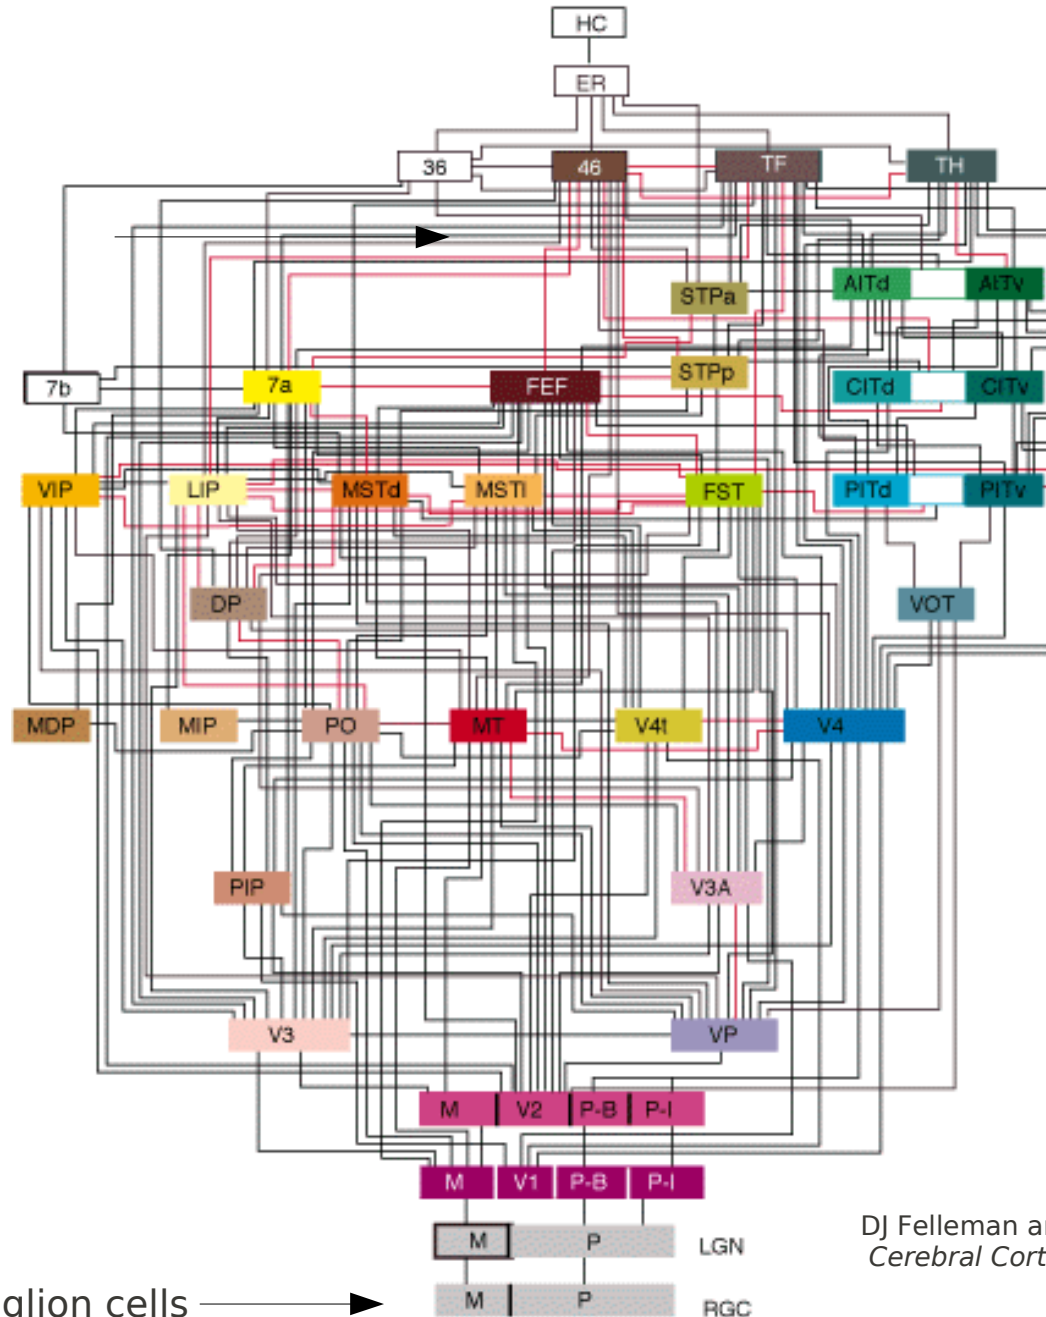 HC
ER
36 46 TF TH
STPa AITd AITv
7b 7a FEF STPp CITd CITv
VIP LIP MSTd MSTl FST PITd PITv
DP VOT
MDP MIP PO MT V4t V4
PIP V3A
V3 VP
M V2 P-B P-I
M V1 P-B P-I
M P LGN
DJ Felleman
Cerebral
glion cells M P RGC